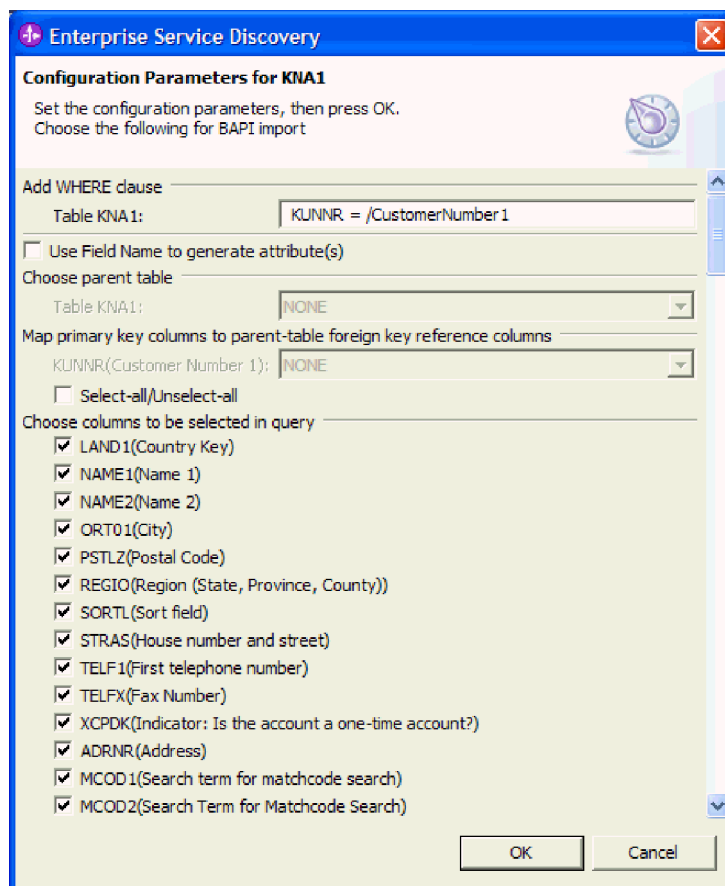 Enterprise Service Discovery
Configuration Parameters for KNA1
Set the configuration parameters, then press OK.
Choose the following for BAPI import
Add WHERE clause
Table KNA1: KUNNR = /CustomerNumber1
Use Field Name to generate attribute(s)
Choose parent table
Table KNA1: NONE
Map primary key columns to parent-table foreign key reference columns
KUNNR(Customer Number 1): NONE
Select-all/Unselect-all
Choose columns to be selected in query
LAND1(Country Key)
NAME1(Name 1)
NAME2(Name 2)
ORT01(City)
PSTLZ(Postal Code)
REGIO(Region (State, Province, County))
SORTL(Sort field)
STRAS(House number and street)
TELF1(First telephone number)
TELFX(Fax Number)
XCPDK(Indicator: Is the account a one-time account?)
ADRNR(Address)
MCOD1(Search term for matchcode search)
MCOD2(Search Term for Matchcode Search)
OK Cancel